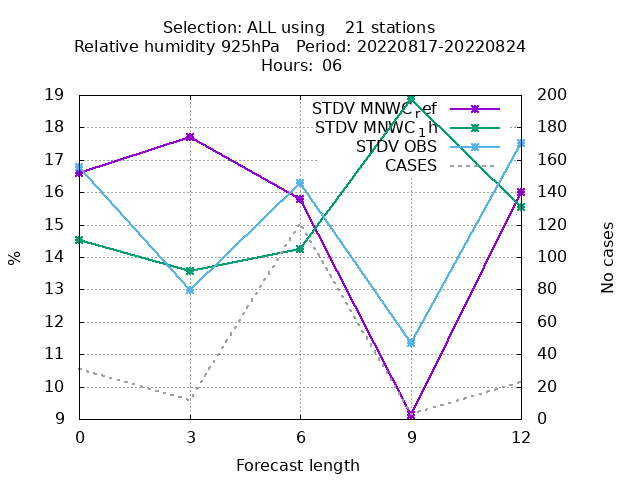 Selection: ALL using    21 stations
Relative humidity 925hPa   Period: 20220817-20220824
Hours: 06
STDV MNWC_ref
STDV MNWC_1h
STDV OBS
CASES
19
18
17
16
15
14
13
12
11
10
9
200
180
160
140
120
100
80
60
40
20
0
%
No cases
0 3 6 9 12
Forecast length